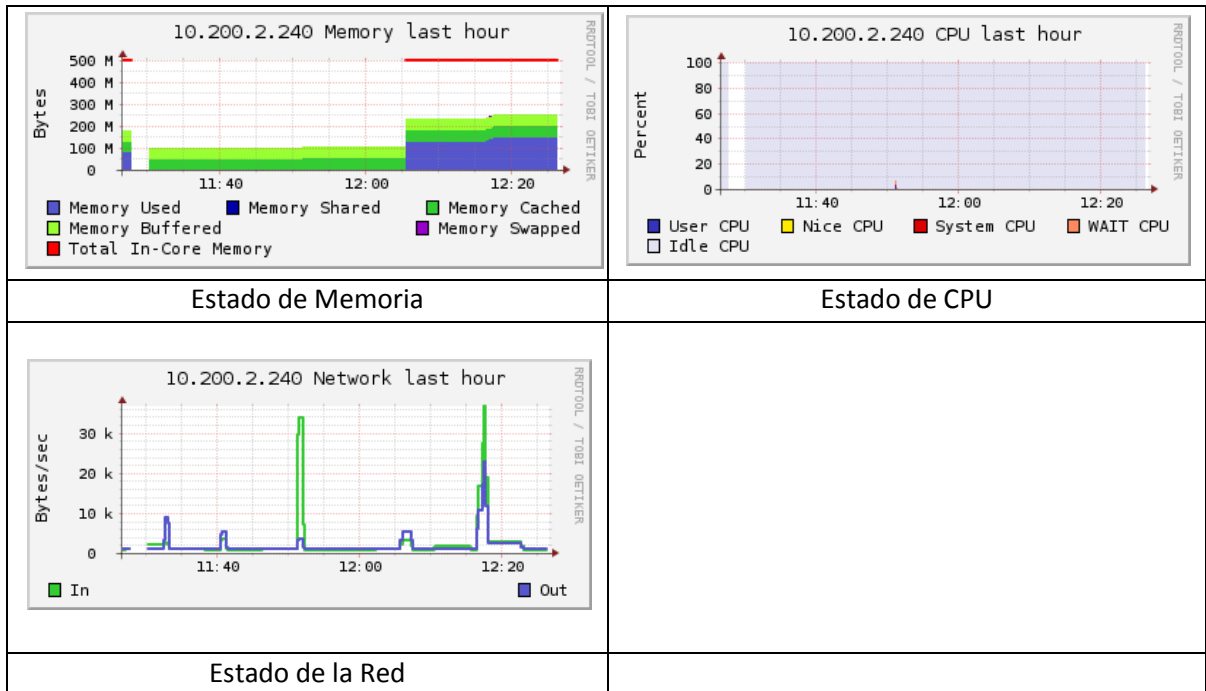 10.200.2.240 Memory last hour
RRDTOOL / TOBI OETIKER
Bytes
500 M
400 M
300 M
200 M
100 M
0
11:40 12:00 12:20
Memory Used Memory Shared Memory Cached
Memory Buffered Memory Swapped
Total In-Core Memory
Estado de Memoria
10.200.2.240 CPU last hour
RRDTOOL / TOBI OETIKER
Percent
100
80
60
40
20
0
11:40 12:00 12:20
User CPU Nice CPU System CPU WAIT CPU
Idle CPU
Estado de CPU
10.200.2.240 Network last hour
RRDTOOL / TOBI OETIKER
Bytes/sec
30 k
20 k
10 k
0
11:40 12:00 12:20
In Out
Estado de la Red